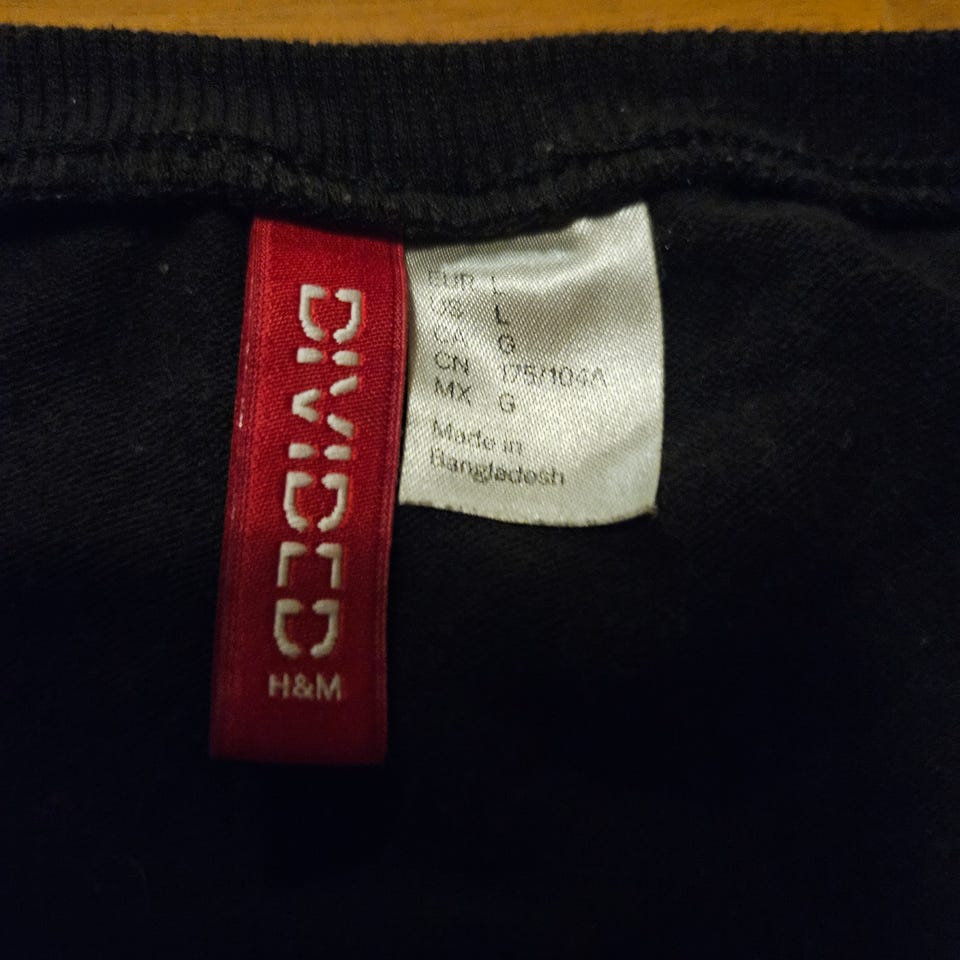 DIVIDED
H&M
EUR L
US L
CA G
CN 175/104A
MX G
Made in
Bangladesh